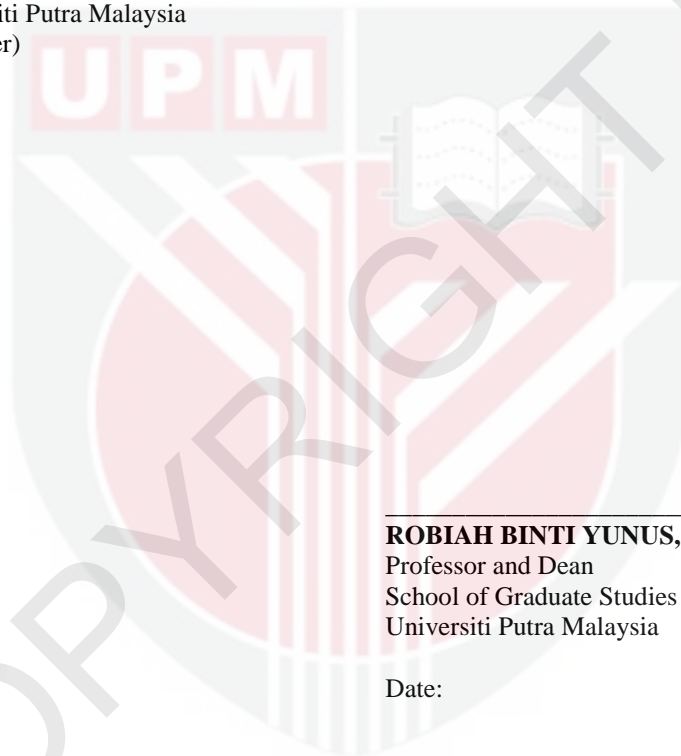 iti Putra Malaysia
er)
UPM
COPYRIGHT
ROBIAH BINTI YUNUS,
Professor and Dean
School of Graduate Studies
Universiti Putra Malaysia
Date: